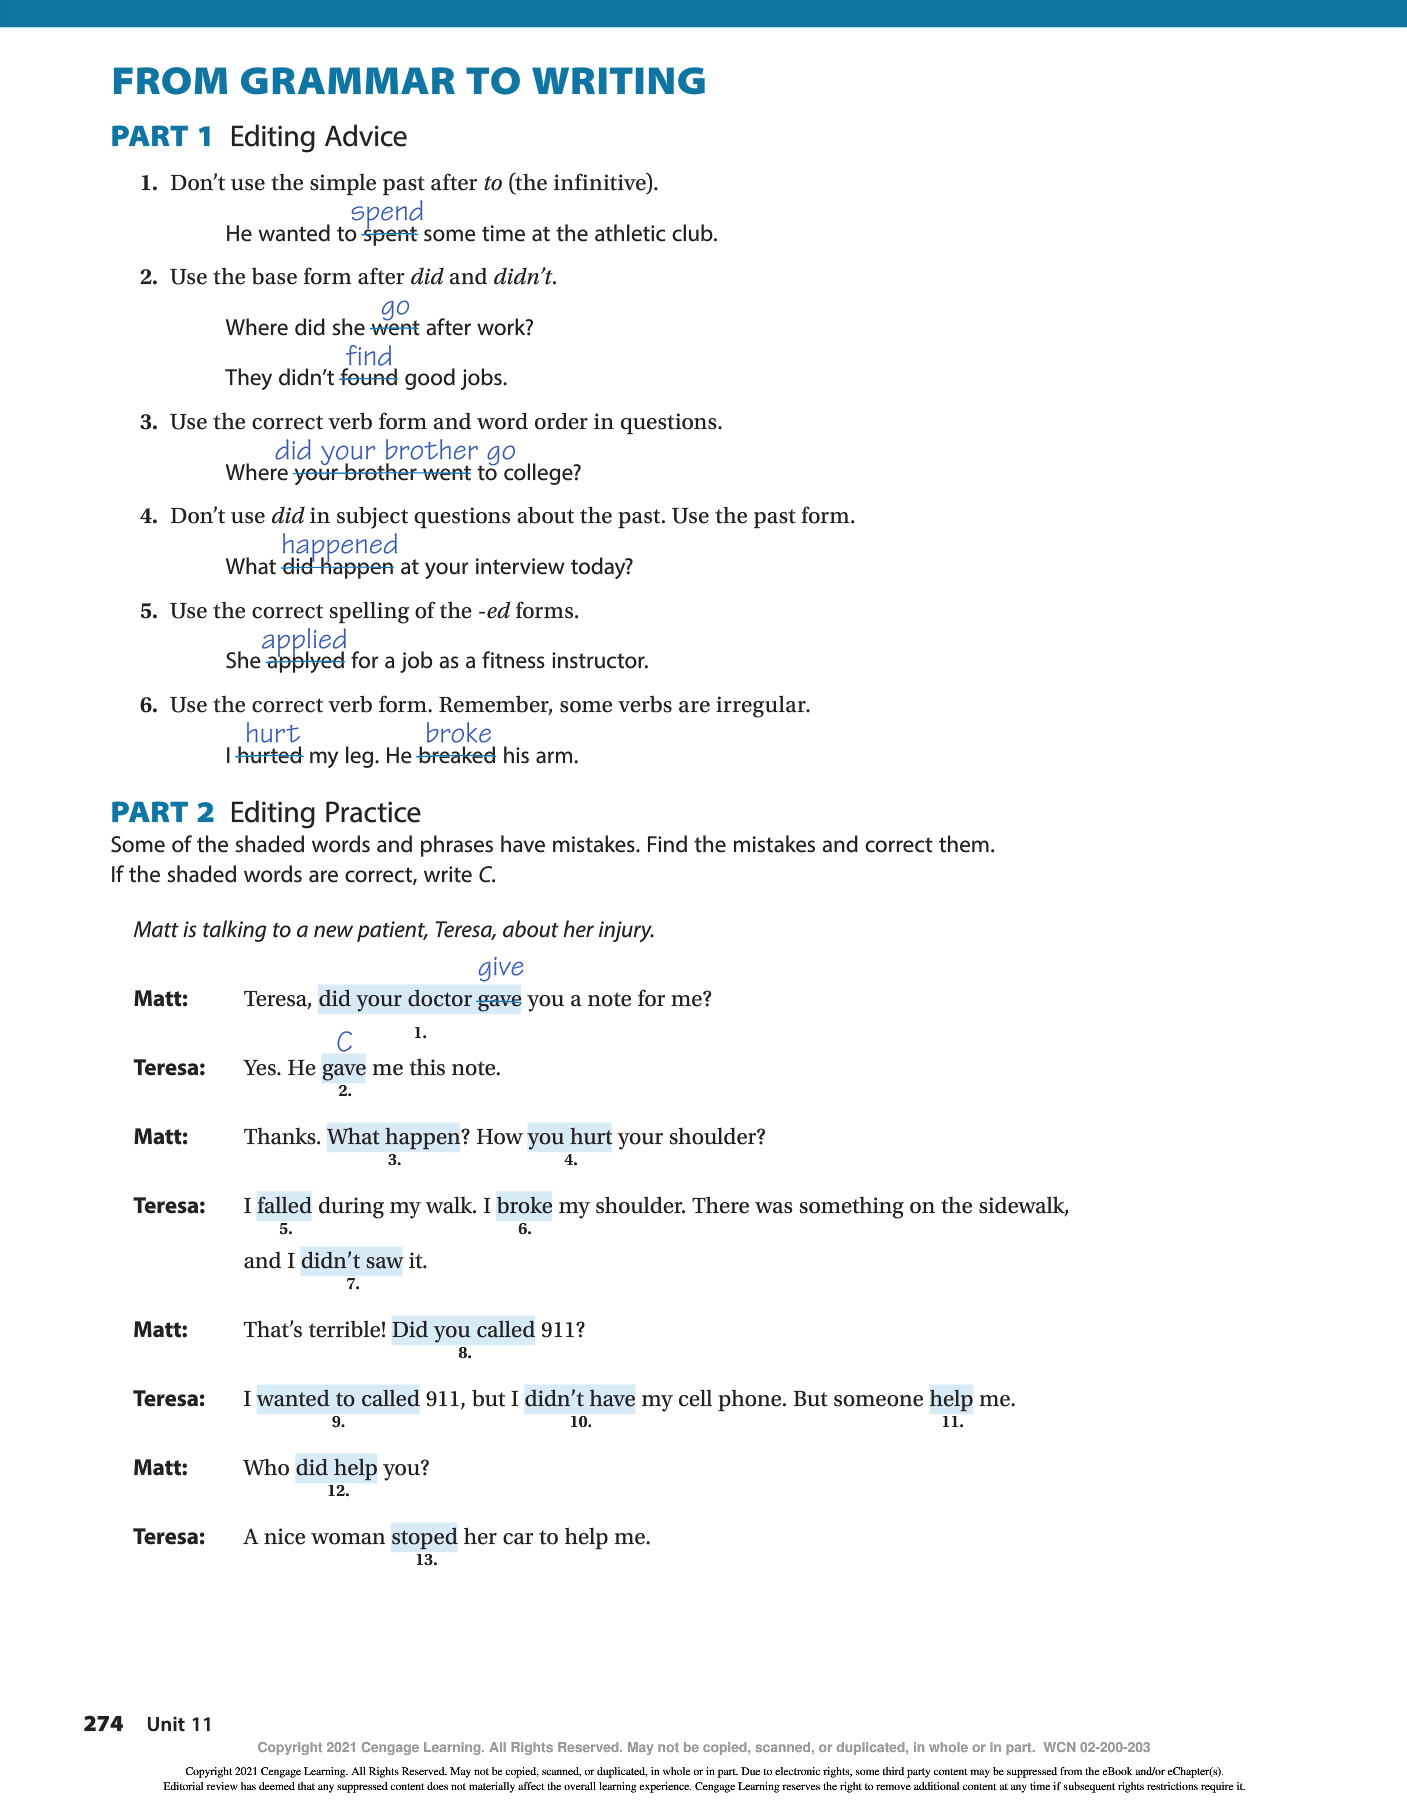 FROM GRAMMAR TO WRITING
PART 1 Editing Advice
1. Don't use the simple past after to (the infinitive).
spend
He wanted to spent some time at the athletic club.
2. Use the base form after did and didn't.
go
Where did she went after work?
find
They didn't found good jobs.
3. Use the correct verb form and word order in questions.
did your brother go
Where your brother went to college?
4. Don't use did in subject questions about the past. Use the past form.
happened
What did happen at your interview today?
5. Use the correct spelling of the -ed forms.
applied
She applyed for a job as a fitness instructor.
6. Use the correct verb form. Remember, some verbs are irregular.
hurt broke
I hurted my leg. He breaked his arm.
PART 2 Editing Practice
Some of the shaded words and phrases have mistakes. Find the mistakes and correct them.
If the shaded words are correct, write C.
Matt is talking to a new patient, Teresa, about her injury.
give
Matt: Teresa, did your doctor gave you a note for me?
1.
C
Teresa: Yes. He gave me this note.
2.
Matt: Thanks. What happen? How you hurt your shoulder?
3. 4.
Teresa: I falled during my walk. I broke my shoulder. There was something on the sidewalk,
5. 6.
and I didn't saw it.
7.
Matt: That's terrible! Did you called 911?
8.
Teresa: I wanted to called 911, but I didn't have my cell phone. But someone help me.
9. 10. 11.
Matt: Who did help you?
12.
Teresa: A nice woman stoped her car to help me.
13.
274 Unit 11
Copyright 2021 Cengage Learning. All Rights Reserved. May not be copied, scanned, or duplicated, in whole or in part. WCN 02-200-203
Copyright 2021 Cengage Learning. All Rights Reserved. May not be copied, scanned, or duplicated, in whole or in part. Due to electronic rights, some third party content may be suppressed from the eBook and/or eChapter(s).
Editorial review has deemed that any suppressed content does not materially affect the overall learning experience. Cengage Learning reserves the right to remove additional content at any time if subsequent rights restrictions require it.